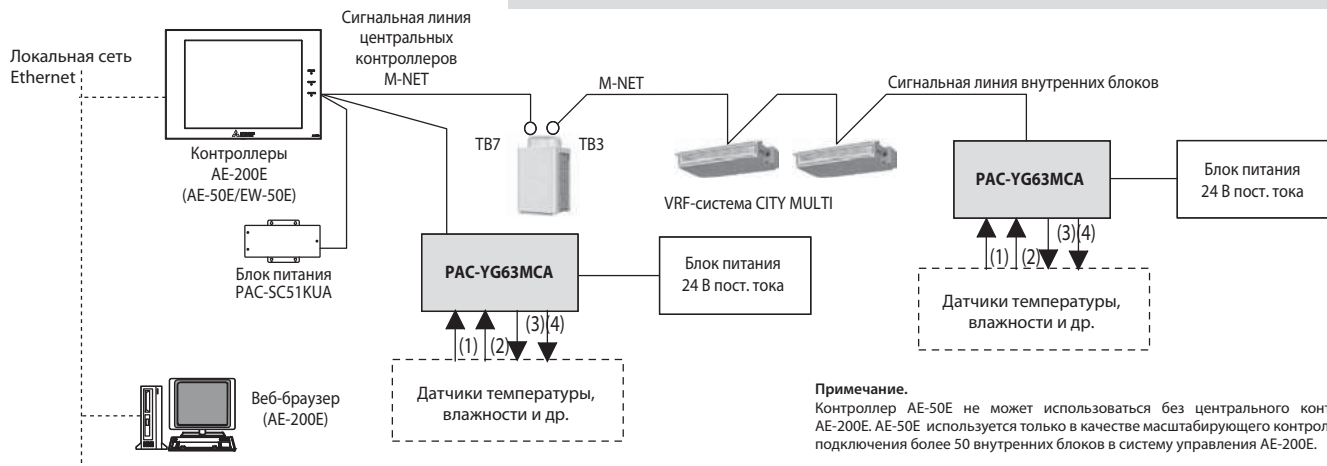 Локальная сеть
Ethernet
Сигнальная линия
центральных
контроллеров
M-NET
M-NET
Сигнальная линия внутренних блоков
TB7
TB3
Контроллеры
AE-200E
(AE-50E/EW-50E)
VRF-система CITY MULTI
PAC-YG63MCA
Блок питания
24 В пост. тока
(1)
(2)
(3)
(4)
Датчики температуры,
влажности и др.
Блок питания
PAC-SC51KUA
PAC-YG63MCA
Блок питания
24 В пост. тока
(1)
(2)
(3)
(4)
Датчики температуры,
влажности и др.
Веб-браузер
(AE-200E)
Примечание.
Контроллер AE-50E не может использоваться без центрального конт
AE-200E. AE-50E используется только в качестве масштабирующего контрол
подключения более 50 внутренних блоков в систему управления AE-200E.